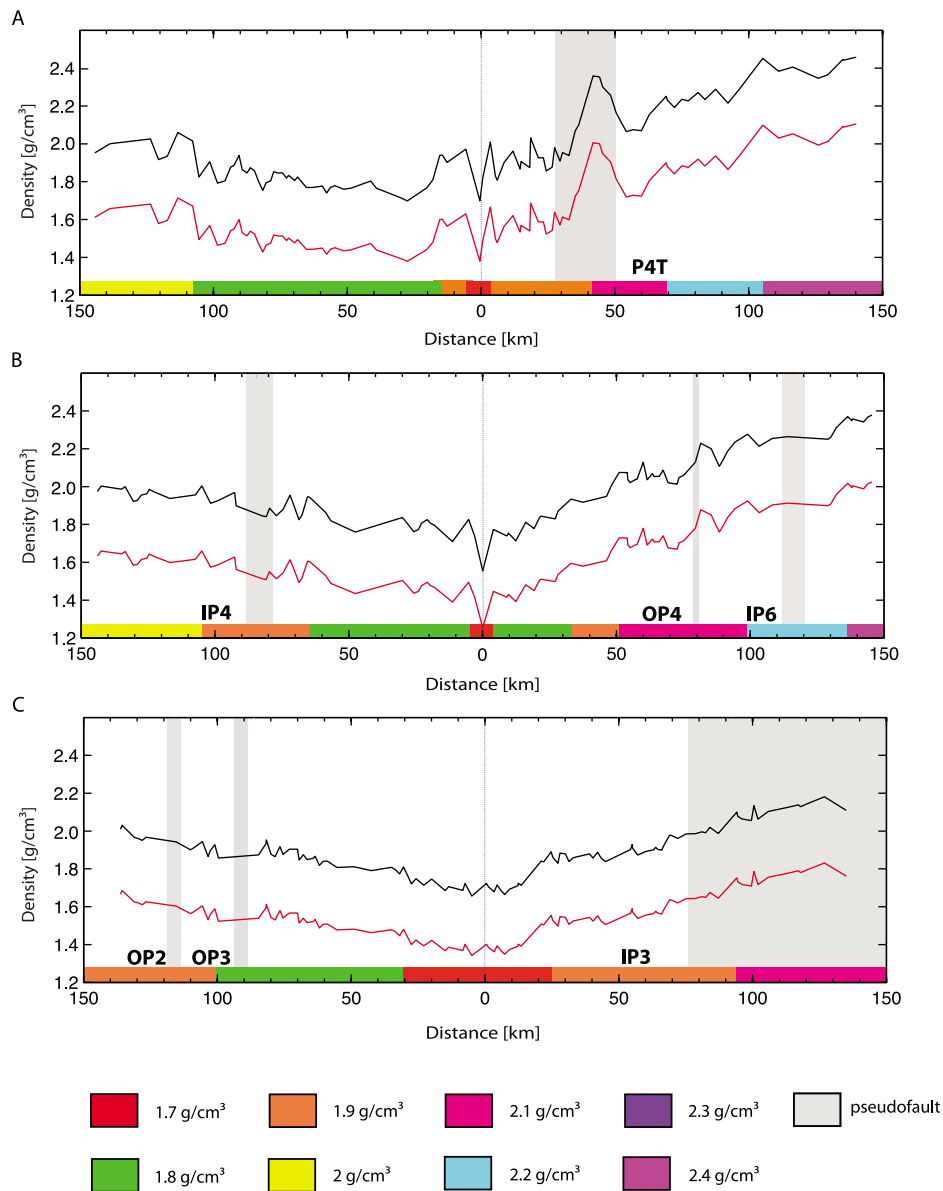 A
Density [g/cm³]
2.4
2.2
2.0
1.8
1.6
1.4
1.2
P4T
150 100 50 0 50 100 150
Distance [km]
B
Density [g/cm³]
2.4
2.2
2.0
1.8
1.6
1.4
1.2
IP4 OP4 IP6
150 100 50 0 50 100 150
Distance [km]
C
Density [g/cm³]
2.4
2.2
2.0
1.8
1.6
1.4
1.2
OP2 OP3 IP3
150 100 50 0 50 100 150
Distance [km]
1.7 g/cm³ 1.9 g/cm³ 2.1 g/cm³ 2.3 g/cm³ pseudofault
1.8 g/cm³ 2 g/cm³ 2.2 g/cm³ 2.4 g/cm³